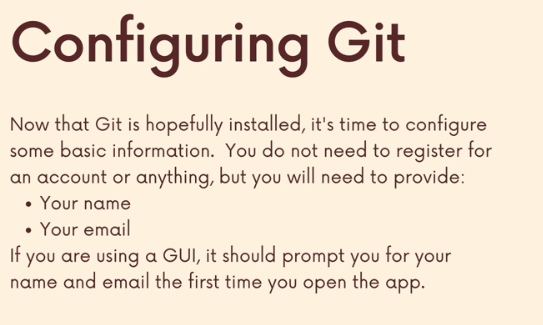 Configuring Git
Now that Git is hopefully installed, it's time to configure
some basic information.  You do not need to register for
an account or anything, but you will need to provide:
• Your name
• Your email
If you are using a GUI, it should prompt you for your
name and email the first time you open the app.